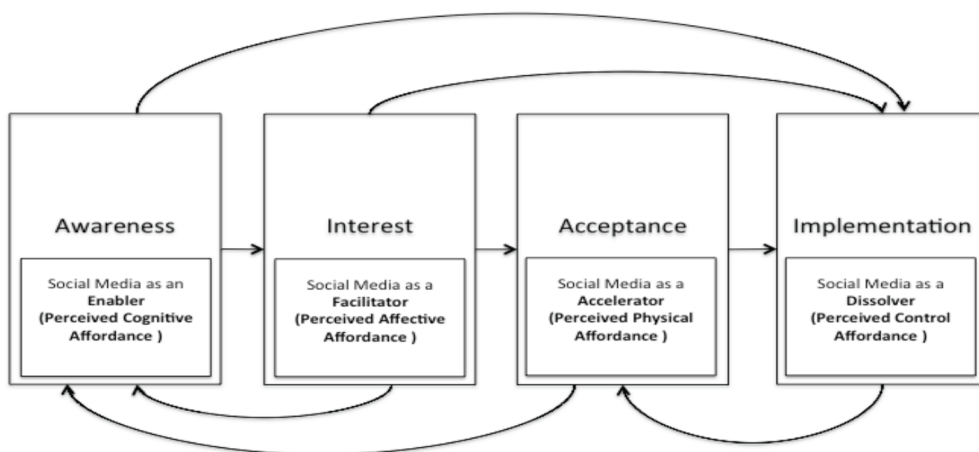 Awareness
Social Media as an
Enabler
(Perceived Cognitive
Affordance )
Interest
Social Media as a
Facilitator
(Perceived Affective
Affordance )
Acceptance
Social Media as a
Accelerator
(Perceived Physical
Affordance )
Implementation
Social Media as a
Dissolver
(Perceived Control
Affordance )